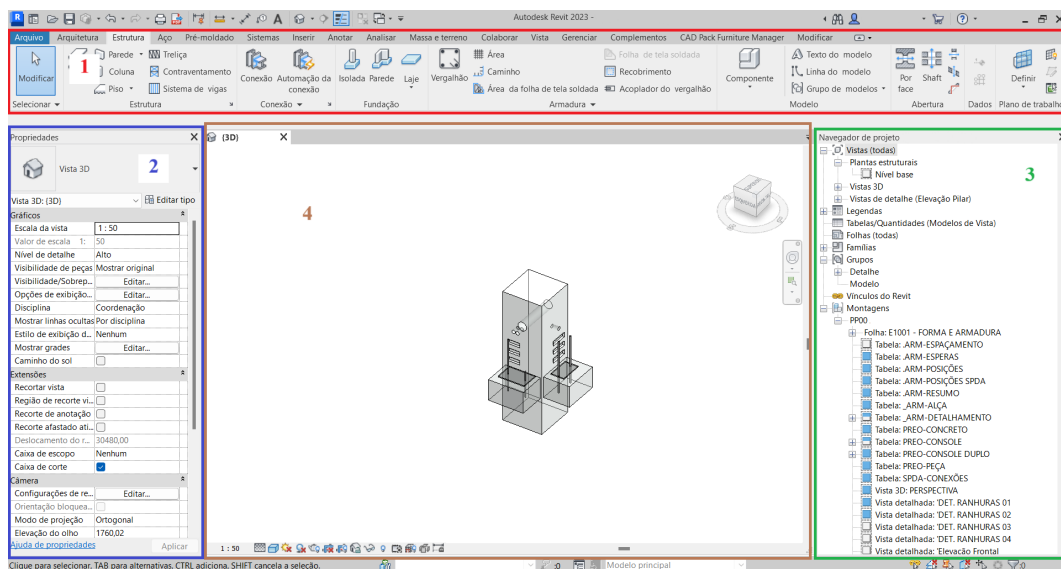 R
A
Autodesk Revit 2023 -
Arquivo Arquitetura Estrutura Aço Pré-moldado Sistemas Inserir Anotar Analisar Massa e terreno Colaborar Vista Gerenciar Complementos CAD Pack Furniture Manager Modificar
Modificar
1
Parede
Treliça
Coluna
Contraventamento
Piso
Sistema de vigas
Conexão
Automação da conexão
Isolada
Parede
Laje
Vergalhão
Área
Caminho
Área da folha de tela soldada
Folha de tela soldada
Recobrimento
Acoplador do vergalhão
Componente
Texto do modelo
Linha do modelo
Grupo de modelos
Por face
Shaft
Definir
Selecionar Estrutura Conexão Fundação Armadura Modelo Abertura Dados Plano de trabalho
Propriedades X
Vista 3D
2
Vista 3D: (3D) Editar tipo
Gráficos
Escala da vista 1 : 50
Valor de escala 1: 50
Nível de detalhe Alto
Visibilidade de peças Mostrar original
Visibilidade/Sobrep... Editar...
Opções de exibição... Editar...
Disciplina Coordenação
Mostrar linhas ocultas Por disciplina
Estilo de exibição d... Nenhum
Mostrar grades Editar...
Caminho do sol
Extensões
Recortar vista
Região de recorte vi...
Recorte de anotação
Recorte afastado ati...
Deslocamento do r... 30480,00
Caixa de escopo Nenhum
Caixa de corte
Câmera
Configurações de re... Editar...
Orientação bloquea...
Modo de projeção Ortogonal
Elevação do olho 1760,02
Ajuda de propriedades Aplicar
(3D) X
4
1 : 50
Navegador de projeto
3
Vistas (todas)
Plantas estruturais
Nível base
Vistas 3D
Vistas de detalhe (Elevação Pilar)
Legendas
Tabelas/Quantidades (Modelos de Vista)
Folhas (todas)
Famílias
Grupos
Detalhe
Modelo
Vínculos do Revit
Montagens
PP00
Folha: E1001 - FORMA E ARMADURA
Tabela: .ARM-ESPAÇAMENTO
Tabela: .ARM-ESPERAS
Tabela: .ARM-POSIÇÕES
Tabela: .ARM-POSIÇÕES SPDA
Tabela: .ARM-RESUMO
Tabela: _ARM-ALÇA
Tabela: _ARM-DETALHAMENTO
Tabela: PREO-CONCRETO
Tabela: PREO-CONSOLE
Tabela: PREO-CONSOLE DUPLO
Tabela: PREO-PEÇA
Tabela: SPDA-CONEXÕES
Vista 3D: PERSPECTIVA
Vista detalhada: 'DET. RANHURAS 01
Vista detalhada: 'DET. RANHURAS 02
Vista detalhada: 'DET. RANHURAS 03
Vista detalhada: 'DET. RANHURAS 04
Vista detalhada: 'Elevação Frontal
Clique para selecionar, TAB para alternativas, CTRL adiciona, SHIFT cancela a seleção.
:0
Modelo principal
:0